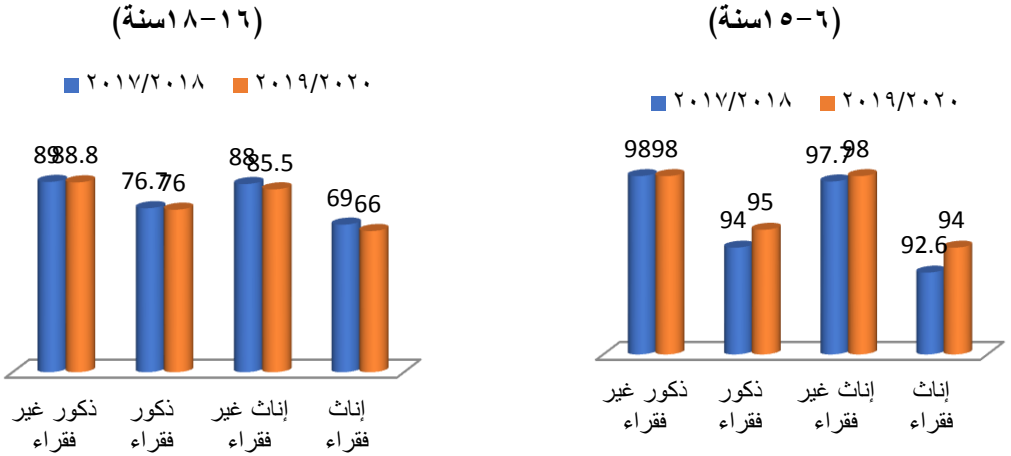 (٦-١٥سنة)
٢٠١٧/٢٠١٨ ٢٠١٩/٢٠٢٠
98 98 94 95 97.7 98 92.6 94
ذكور غير فقراء
ذكور فقراء
إناث غير فقراء
إناث فقراء
(١٦-١٨سنة)
٢٠١٧/٢٠١٨ ٢٠١٩/٢٠٢٠
89 88.8 76.7 76 88 85.5 69 66
ذكور غير فقراء
ذكور فقراء
إناث غير فقراء
إناث فقراء